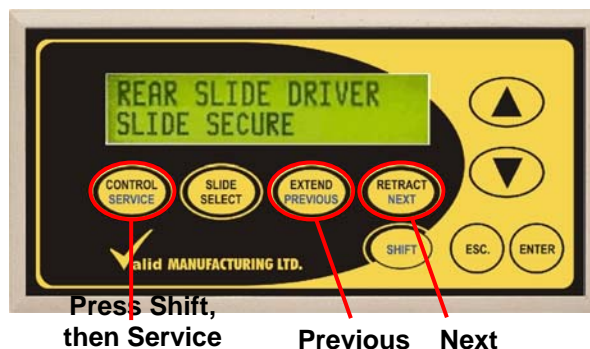 REAR SLIDE DRIVER
SLIDE SECURE
CONTROL
SERVICE
SLIDE
SELECT
EXTEND
PREVIOUS
RETRACT
NEXT
SHIFT
ESC.
ENTER
Valid MANUFACTURING LTD.
Press Shift,
then Service
Previous
Next